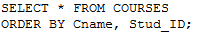 SELECT * FROM COURSES
ORDER BY Cname, Stud_ID;